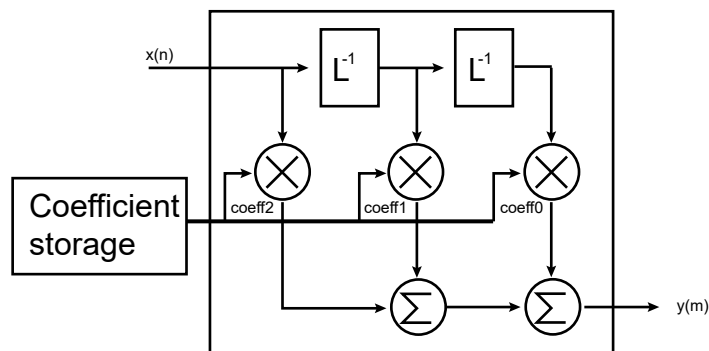 x(n)
L-1
L-1
Coefficient
storage
coeff2
coeff1
coeff0
Σ
Σ
y(m)